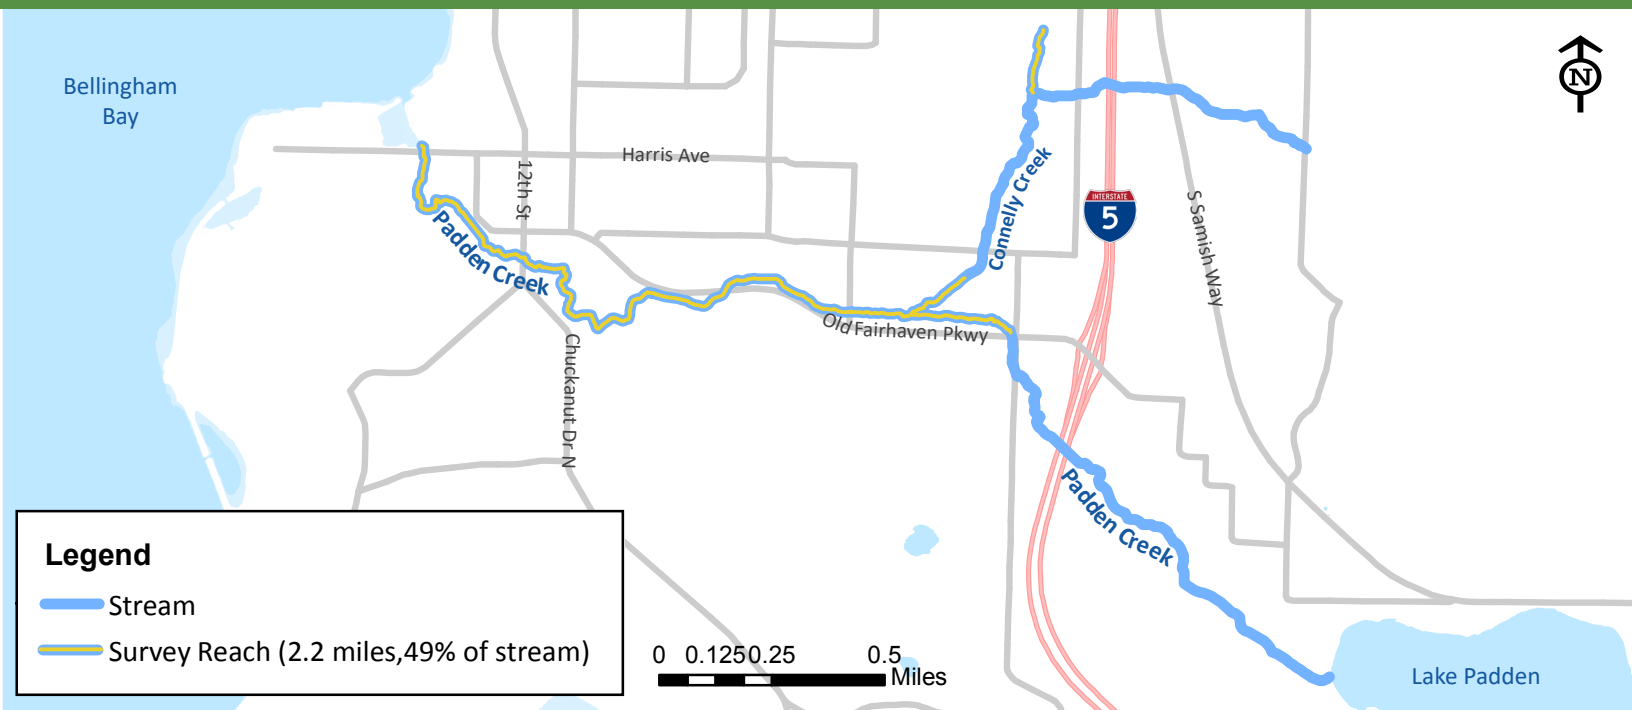 Bellingham
Bay
N
Harris Ave
12th St
Connelly Creek
INTERSTATE
5
S Samish Way
Padden Creek
Old Fairhaven Pkwy
Chuckanut Dr N
Padden Creek
Legend
Stream
Survey Reach (2.2 miles,49% of stream)
0 0.125 0.25 0.5
Miles
Lake Padden